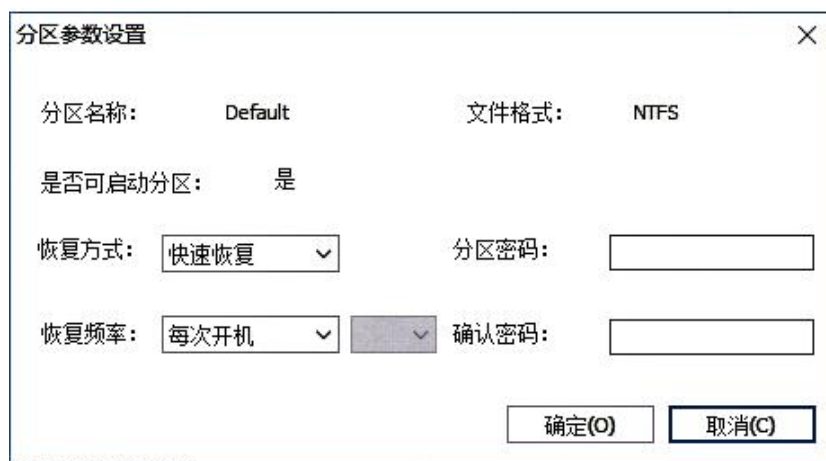 分区参数设置
分区名称: Default 文件格式: NTFS
是否可启动分区: 是
恢复方式: 快速恢复 分区密码:
恢复频率: 每次开机 确认密码:
确定(O) 取消(C)